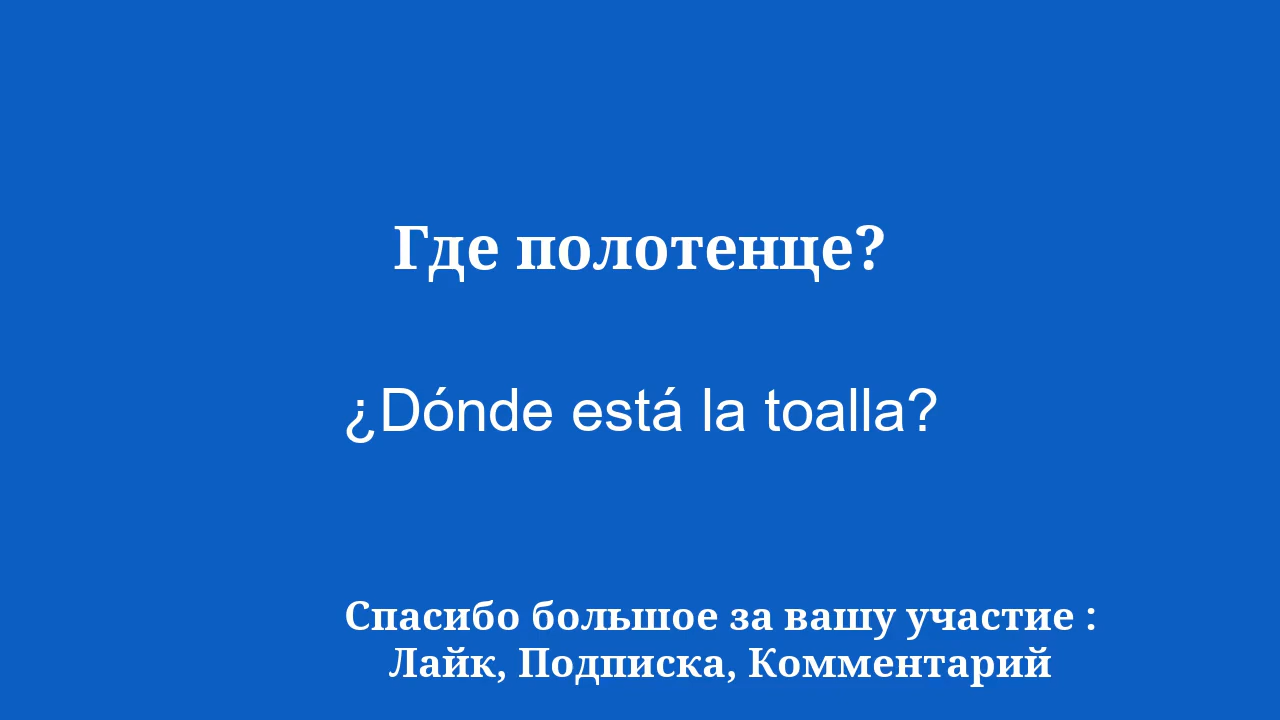 Где полотенце?
¿Dónde está la toalla?
Спасибо большое за вашу участие :
Лайк, Подписка, Комментарий